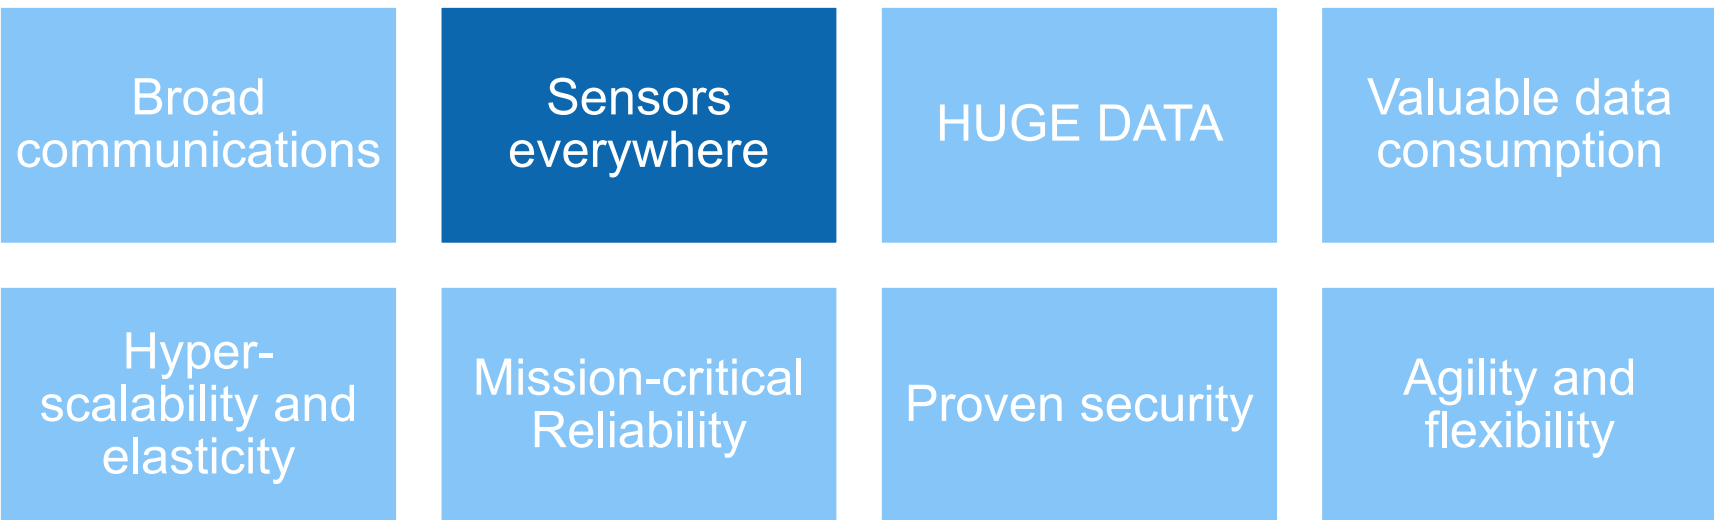 Broad
communications
Sensors
everywhere
HUGE DATA
Valuable data
consumption
Hyper-
scalability and
elasticity
Mission-critical
Reliability
Proven security
Agility and
flexibility